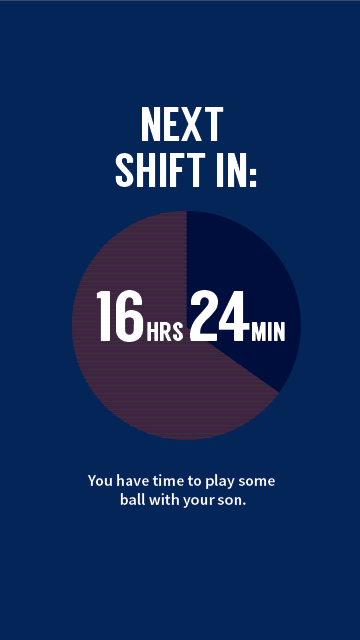 NEXT
SHIFT IN:
16HRS 24MIN
You have time to play some
ball with your son.